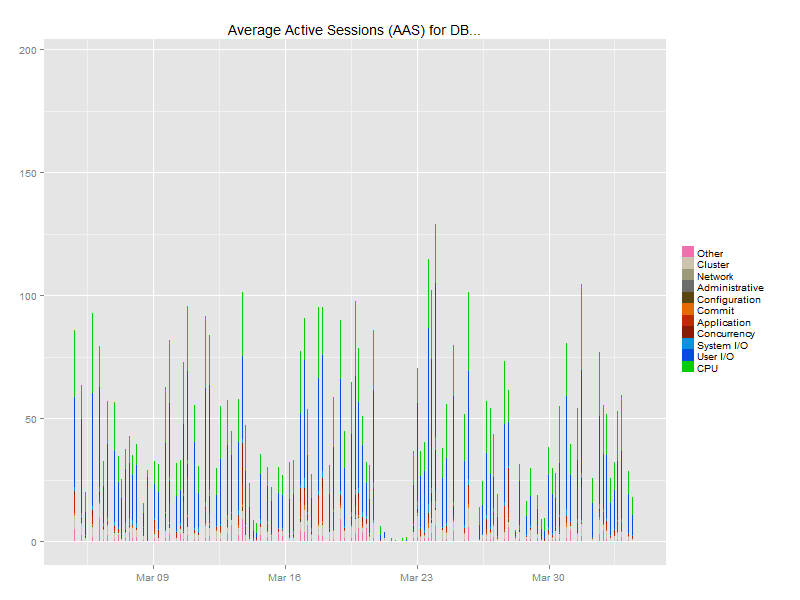 Average Active Sessions (AAS) for DB...
200
150
100
50
0
Mar 09
Mar 16
Mar 23
Mar 30
Other
Cluster
Network
Administrative
Configuration
Commit
Application
Concurrency
System I/O
User I/O
CPU